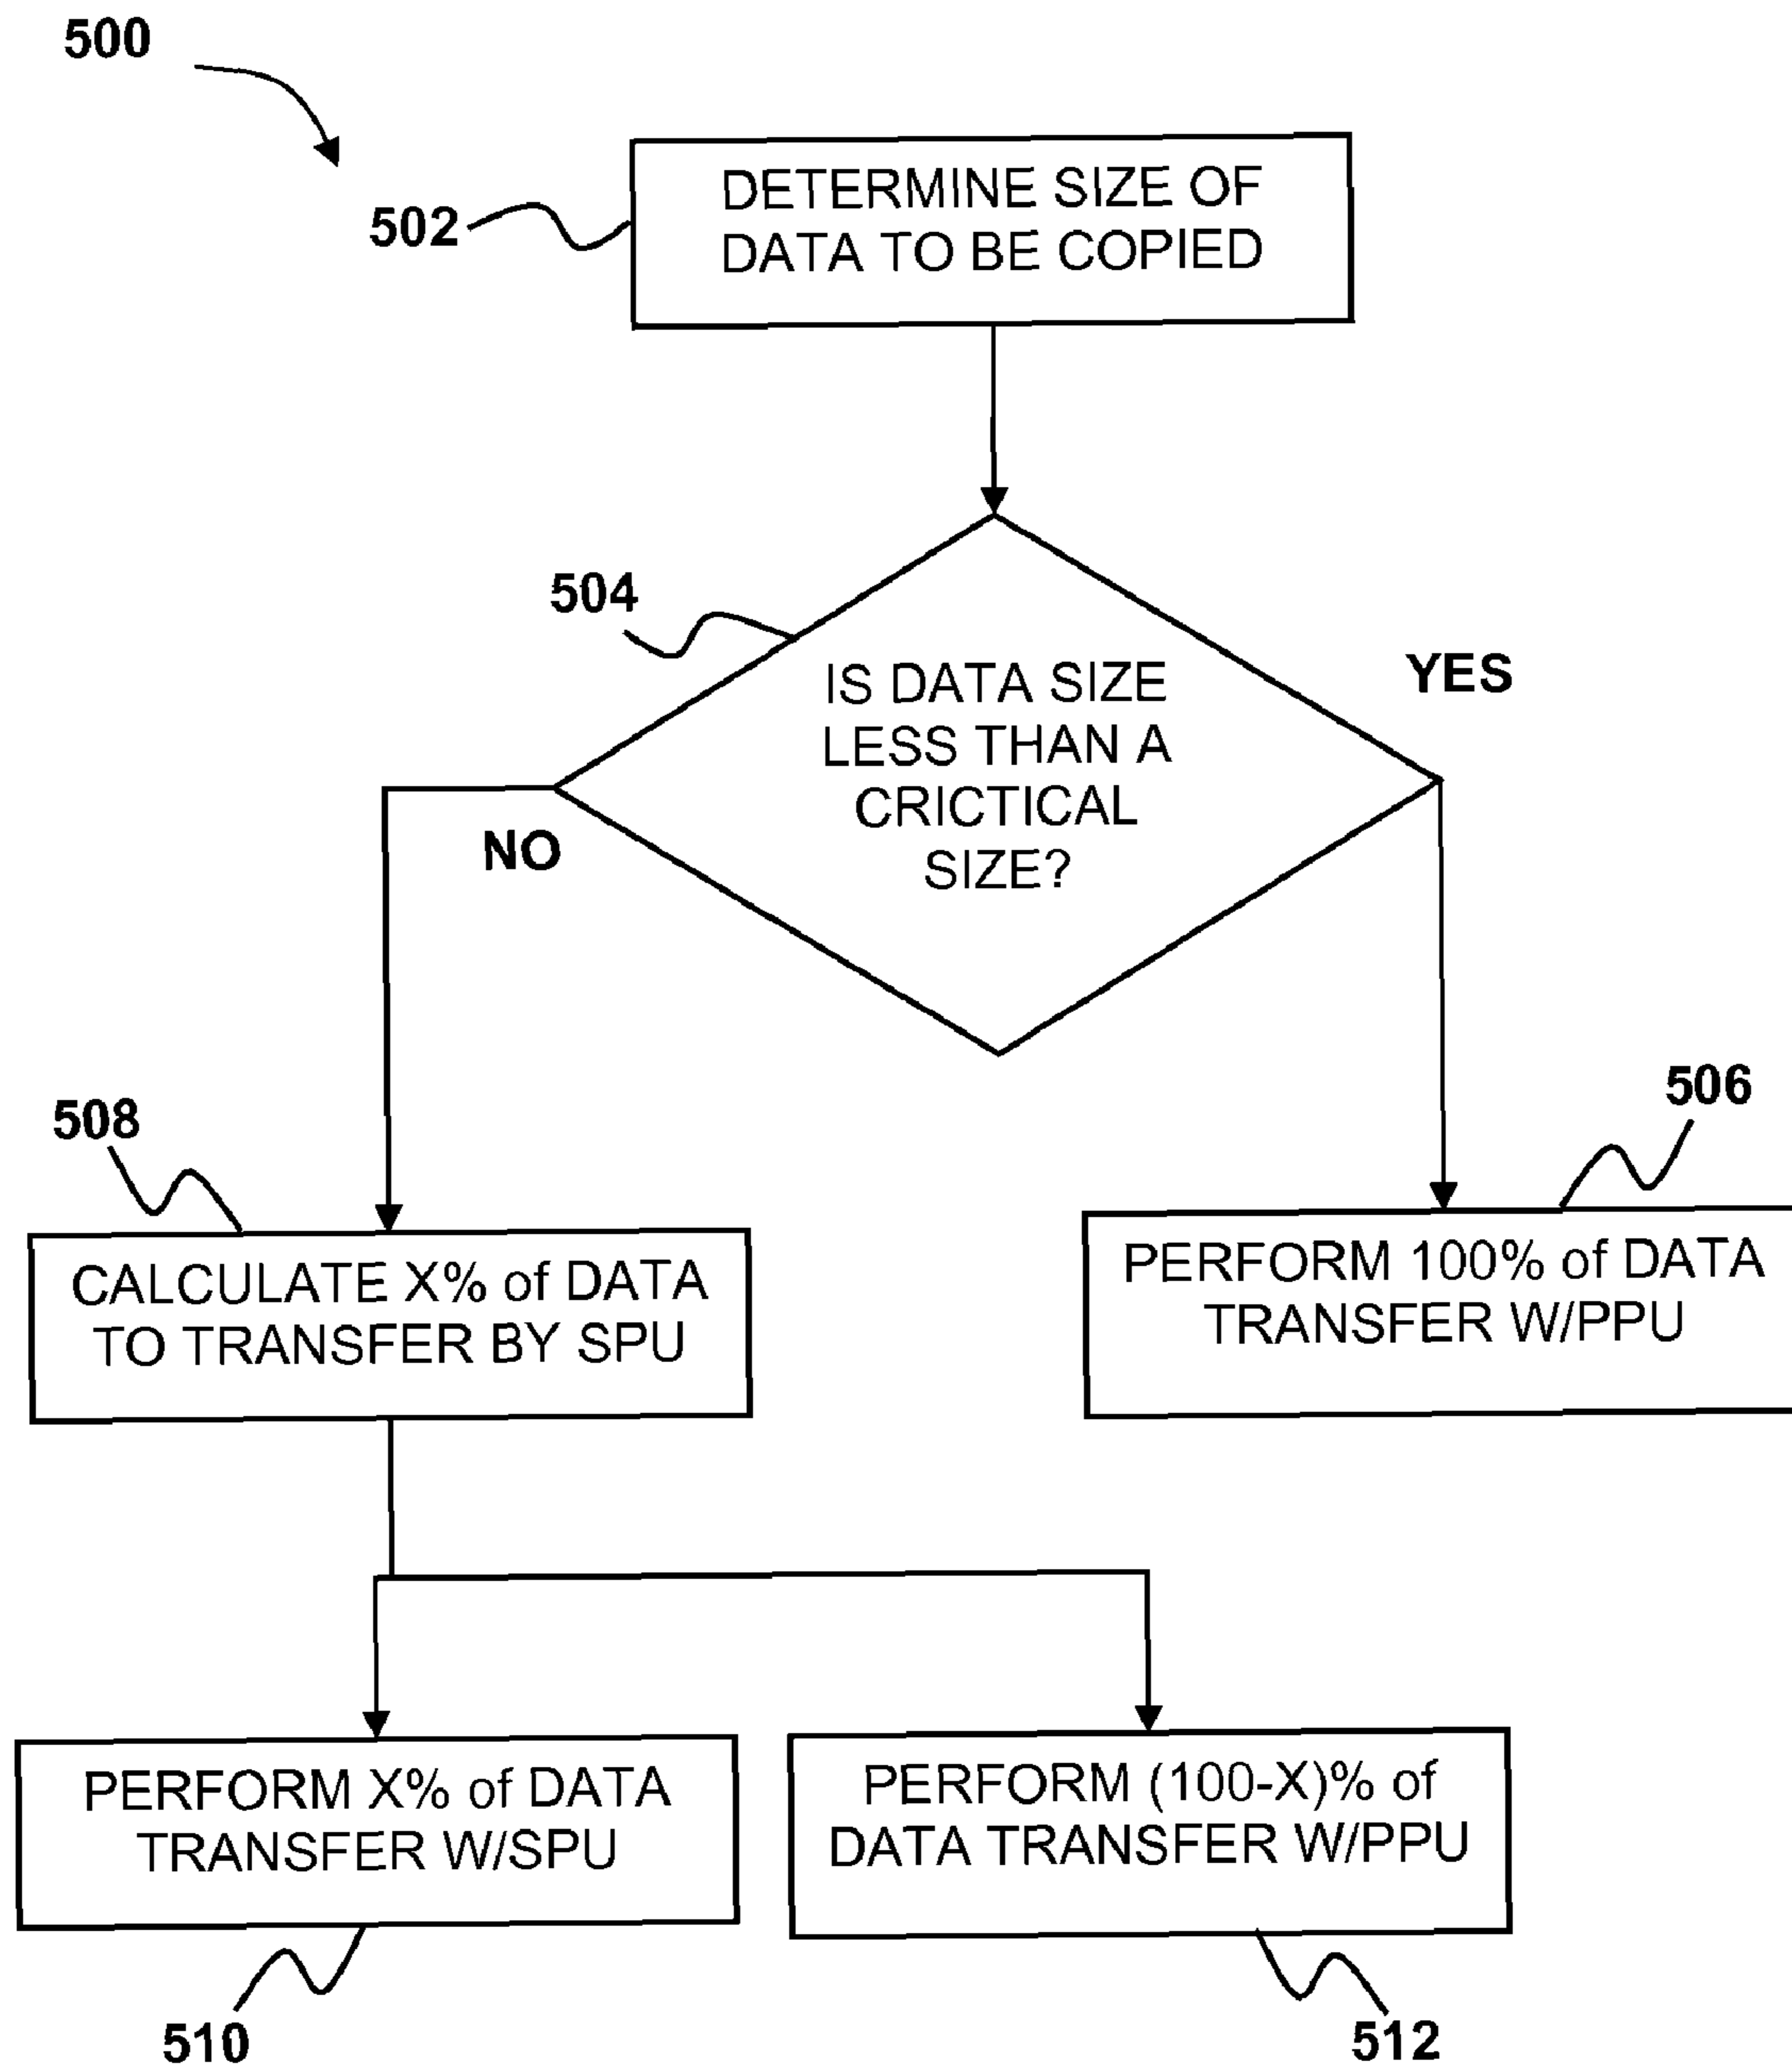 500
502
DETERMINE SIZE OF
DATA TO BE COPIED
504
IS DATA SIZE
LESS THAN A
CRICTICAL
SIZE?
YES
NO
508
506
CALCULATE X% of DATA
TO TRANSFER BY SPU
PERFORM 100% of DATA
TRANSFER W/PPU
PERFORM X% of DATA
TRANSFER W/SPU
PERFORM (100-X)% of
DATA TRANSFER W/PPU
510
512